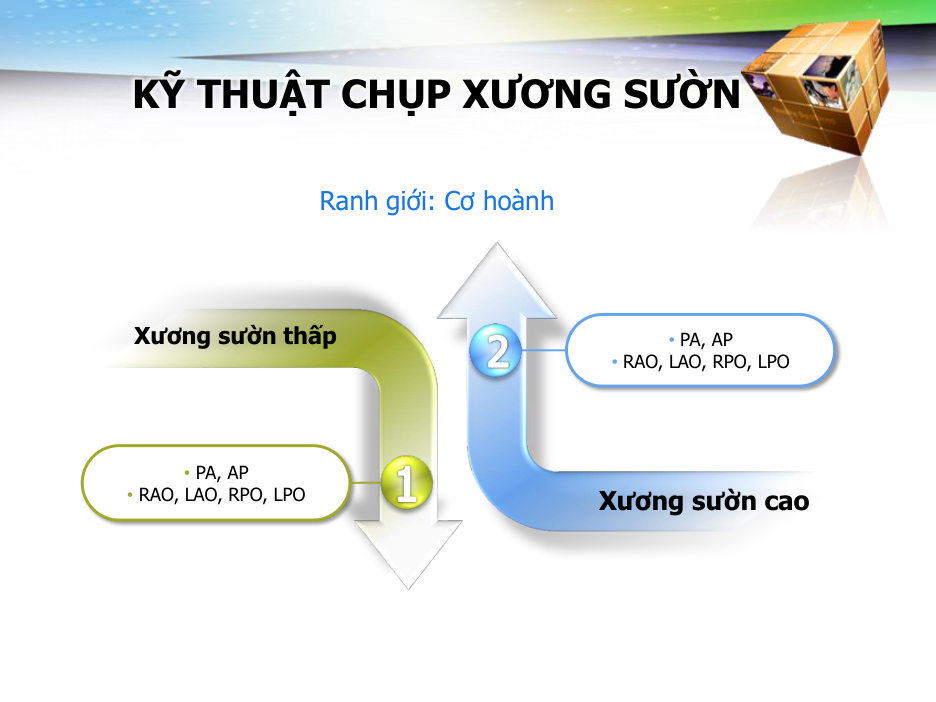 KỸ THUẬT CHỤP XƯƠNG SƯỜN
Ranh giới: Cơ hoành
Xương sườn thấp
• PA, AP
• RAO, LAO, RPO, LPO
1
2
• PA, AP
• RAO, LAO, RPO, LPO
Xương sườn cao